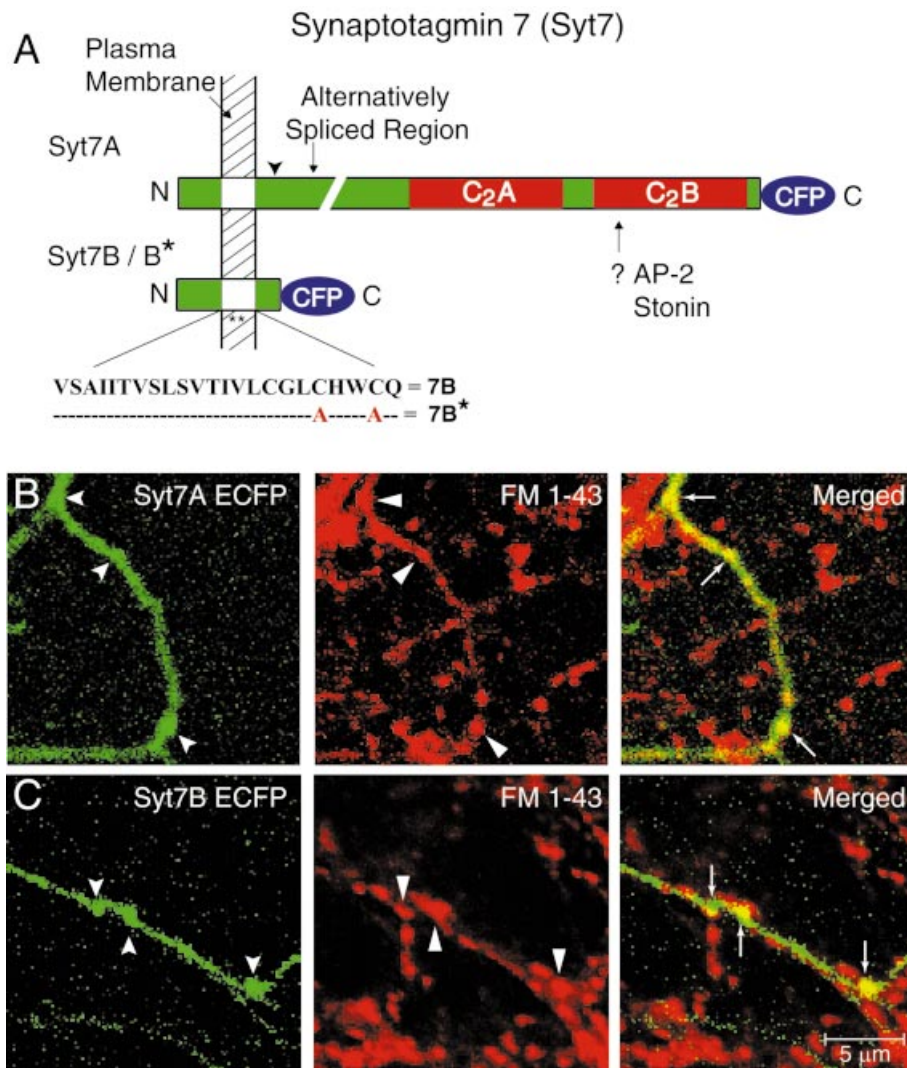 Synaptotagmin 7 (Syt7)
A
Plasma
Membrane
Alternatively
Spliced Region
Syt7A
N
C₂A
C₂B
CFP
C
Syt7B / B*
N
CFP
C
? AP-2
Stonin
**
VSAIITVSLSVTIVLCGLCHWCQ = 7B
----------------------------------A-----A-- = 7B*
B
Syt7A ECFP
FM 1-43
Merged
C
Syt7B ECFP
FM 1-43
Merged
5 μm